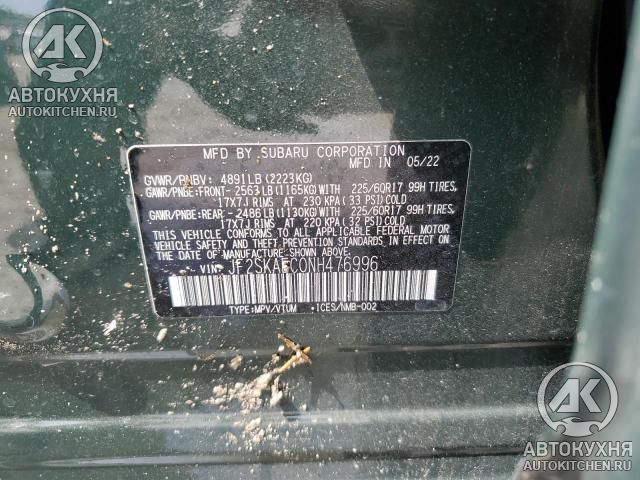 AK
АВТОКУХНЯ
AUTOKITCHEN.RU
MFD BY SUBARU CORPORATION
MFD IN 05/22
GVWR/PNBV: 4891LB(2223KG)
GAWR/PNBE:FRONT- 2563LB(1165KG)WITH 225/60R17 99H TIRES,
17X7J RIMS AT 230 KPA(33 PSI)COLD
GAWR/PNBE:REAR -2486LB(1130KG)WITH 225/60R17 99H TIRES,
17X7J RIMS AT 220 KPA(32 PSI)COLD
THIS VEHICLE CONFORMS TO ALL APPLICABLE FEDERAL MOTOR
VEHICLE SAFETY AND THEFT PREVENTION STANDARDS IN EFFECT
ON THE DATE OF MANUFACTURE SHOWN ABOVE.
VIN: JF2SKAFC0NH476996
TYPE:MPV/VTUM .ICES/NMB-002
AK
АВТОКУХНЯ
AUTOKITCHEN.RU